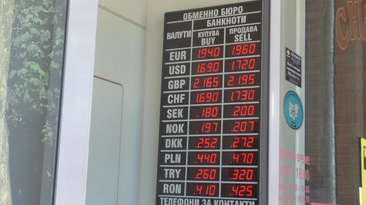 ОБМЕННО БЮРО
БАНКНОТИ
ВАЛУТИ КУПУВА BUY ПРОДАВА SELL
EUR 1.940 1.960
USD 1.690 1.720
GBP 2.165 2.195
CHF 1.690 1.730
SEK .180 .200
NOK .197 .207
DKK .252 .272
PLN .440 .470
TRY .260 .320
RON .410 .425
ТЕЛЕФОНИ ЗА КОНТАКТИ